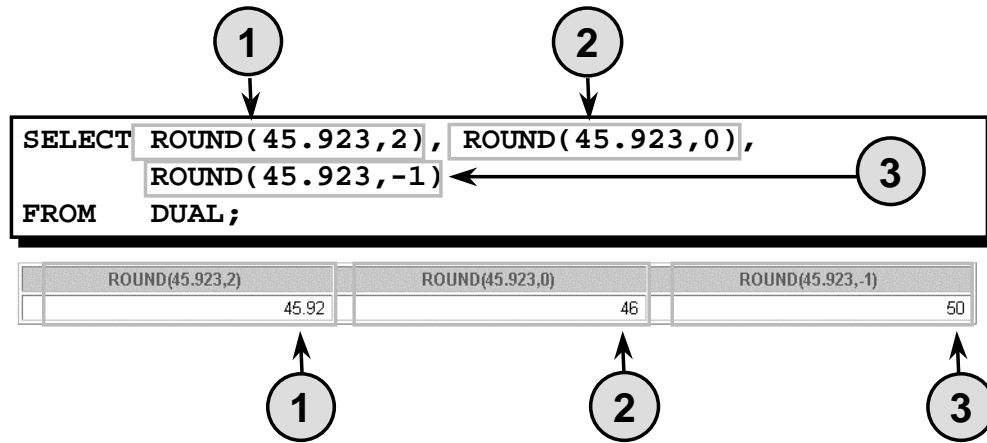 1 2
SELECT ROUND(45.923,2), ROUND(45.923,0),
ROUND(45.923,-1) 3
FROM DUAL;
ROUND(45.923,2) ROUND(45.923,0) ROUND(45.923,-1)
45.92 46 50
1 2 3